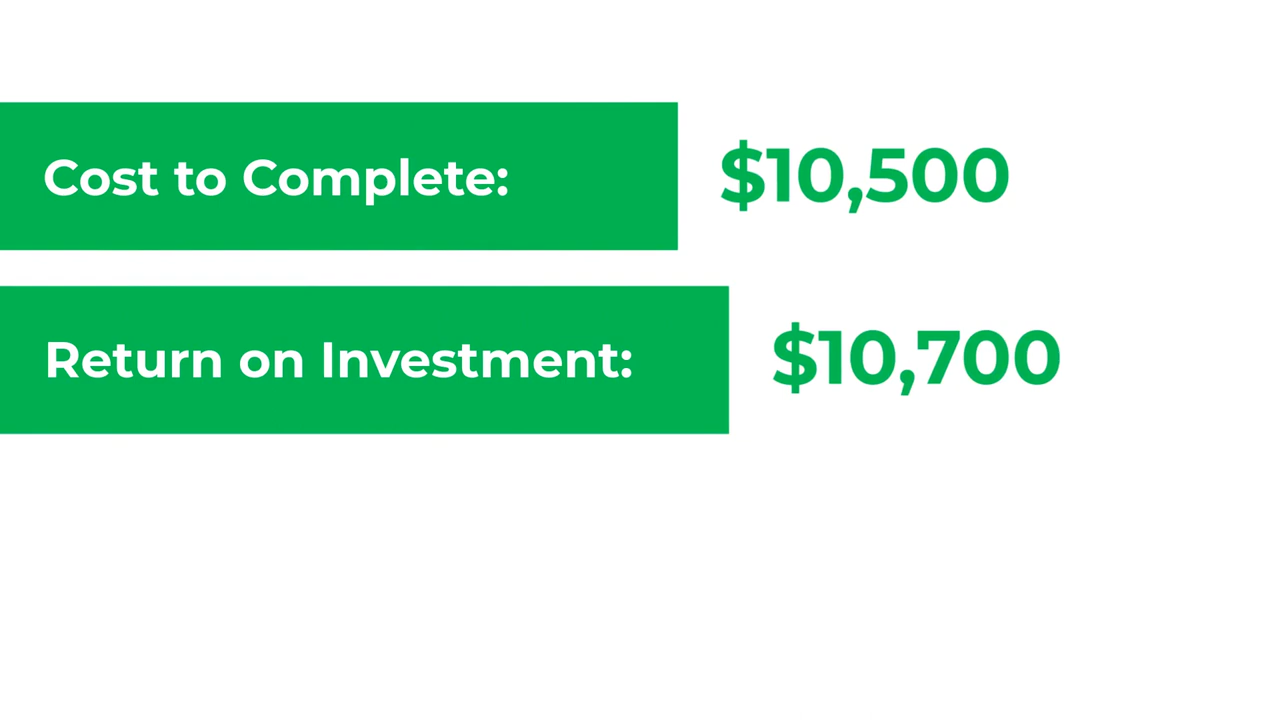 Cost to Complete: $10,500
Return on Investment: $10,700